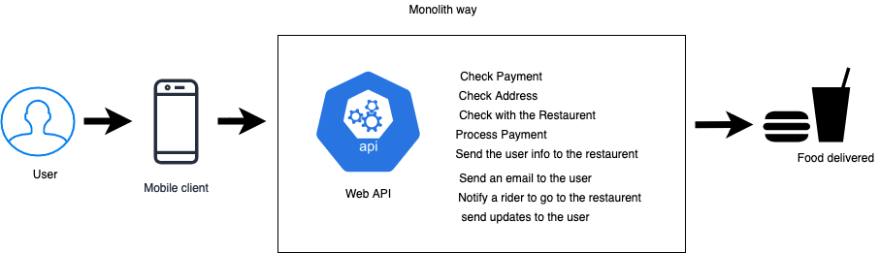 Monolith way
Check Payment
Check Address
Check with the Restaurent
Process Payment
Send the user info to the restaurent
Send an email to the user
Notify a rider to go to the restaurent
send updates to the user
api
Web API
User
Mobile client
Food delivered